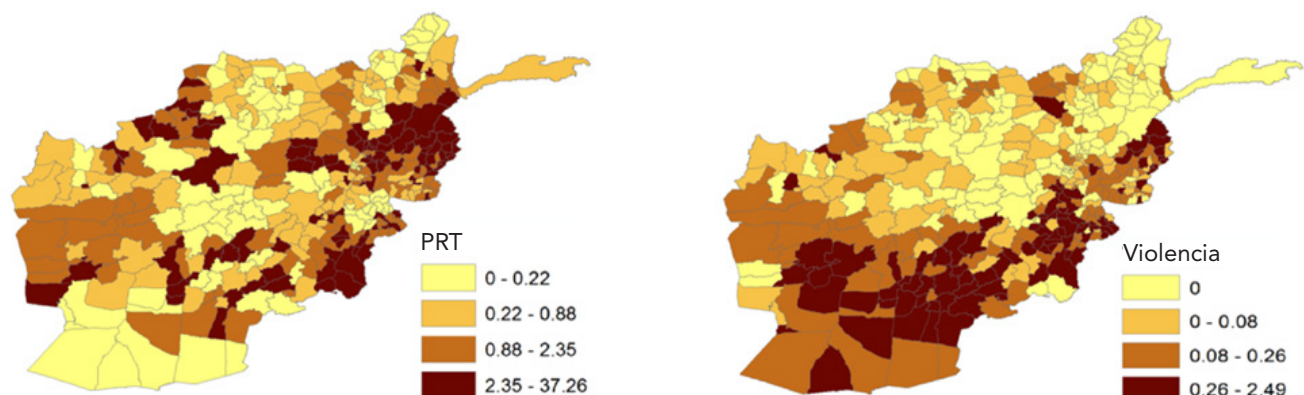 PRT
0 - 0.22
0.22 - 0.88
0.88 - 2.35
2.35 - 37.26
Violencia
0
0 - 0.08
0.08 - 0.26
0.26 - 2.49